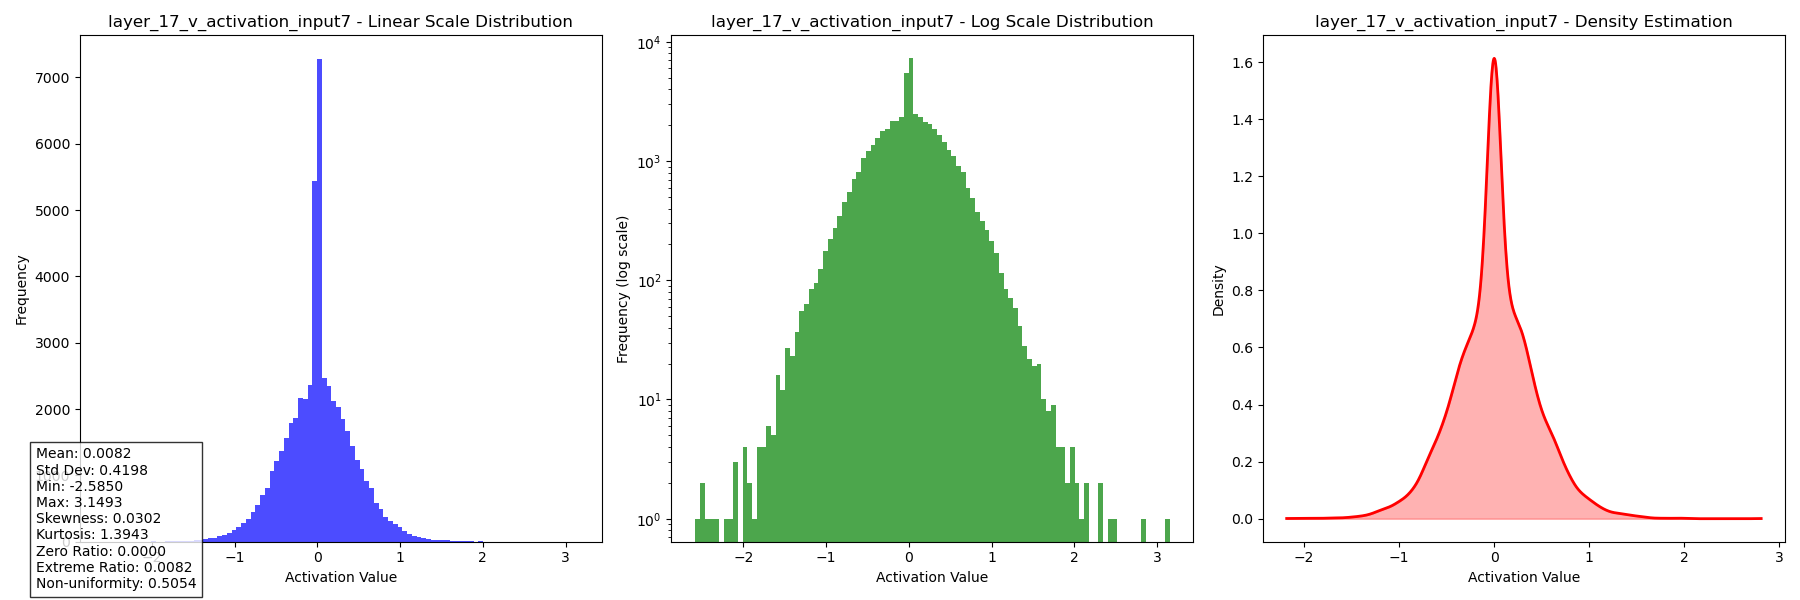 layer_17_v_activation_input7 - Linear Scale Distribution
7000
6000
5000
4000
3000
2000
Frequency
−1
0
1
2
3
Activation Value
Mean: 0.0082
Std Dev: 0.4198
Min: -2.5850
Max: 3.1493
Skewness: 0.0302
Kurtosis: 1.3943
Zero Ratio: 0.0000
Extreme Ratio: 0.0082
Non-uniformity: 0.5054
layer_17_v_activation_input7 - Log Scale Distribution
10⁴
10³
10²
10¹
10⁰
Frequency (log scale)
−2
−1
0
1
2
3
Activation Value
layer_17_v_activation_input7 - Density Estimation
1.6
1.4
1.2
1.0
0.8
0.6
0.4
0.2
0.0
Density
−2
−1
0
1
2
3
Activation Value